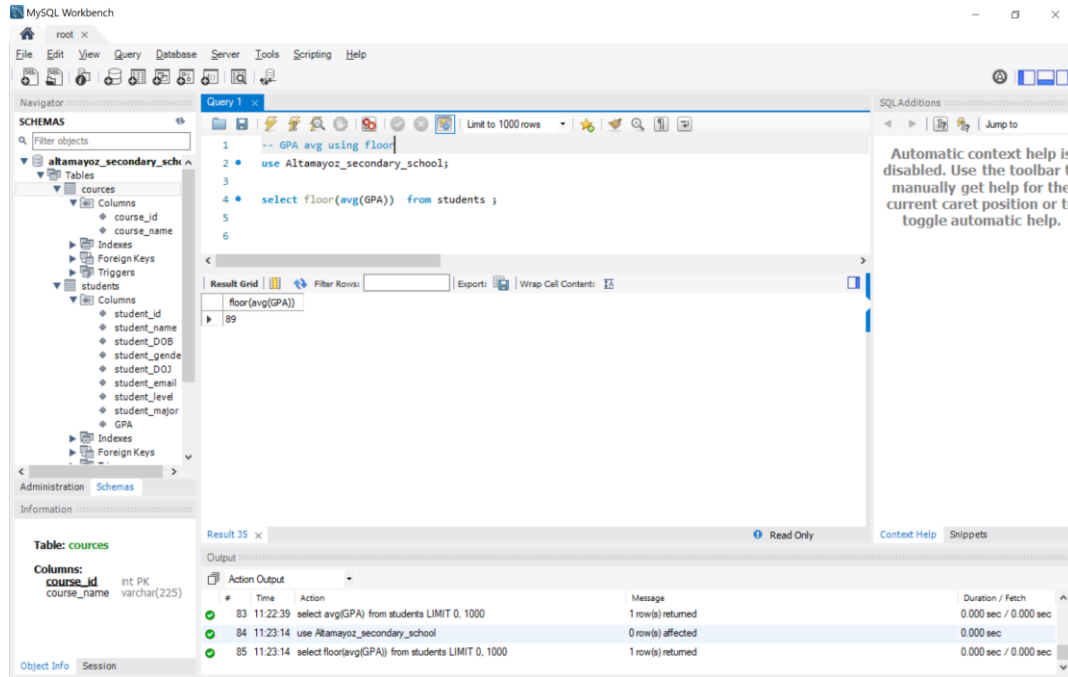 MySQL Workbench
root
File Edit View Query Database Server Tools Scripting Help
Navigator
SCHEMAS
Filter objects
altamayoz_secondary_sch
Tables
cources
Columns
course_id
course_name
Indexes
Foreign Keys
Triggers
students
Columns
student_id
student_name
student_DOB
student_gende
student_DOJ
student_email
student_level
student_major
GPA
Indexes
Foreign Keys
Administration Schemas
Information
Table: cources
Columns:
course_id int PK
course_name varchar(225)
Object Info Session
Query 1
Limit to 1000 rows
1 -- GPA avg using floor
2 use Altamayoz_secondary_school;
3
4 select floor(avg(GPA)) from students ;
5
6
Result Grid Filter Rows: Export: Wrap Cell Content:
floor(avg(GPA))
89
Result 35 Read Only
Output
Action Output
# Time Action Message Duration / Fetch
83 11:22:39 select avg(GPA) from students LIMIT 0, 1000 1 row(s) returned 0.000 sec / 0.000 sec
84 11:23:14 use Altamayoz_secondary_school 0 row(s) affected 0.000 sec
85 11:23:14 select floor(avg(GPA)) from students LIMIT 0, 1000 1 row(s) returned 0.000 sec / 0.000 sec
SQLAdditions
Jump to
Automatic context help is
disabled. Use the toolbar t
manually get help for the
current caret position or t
toggle automatic help.
Context Help Snippets